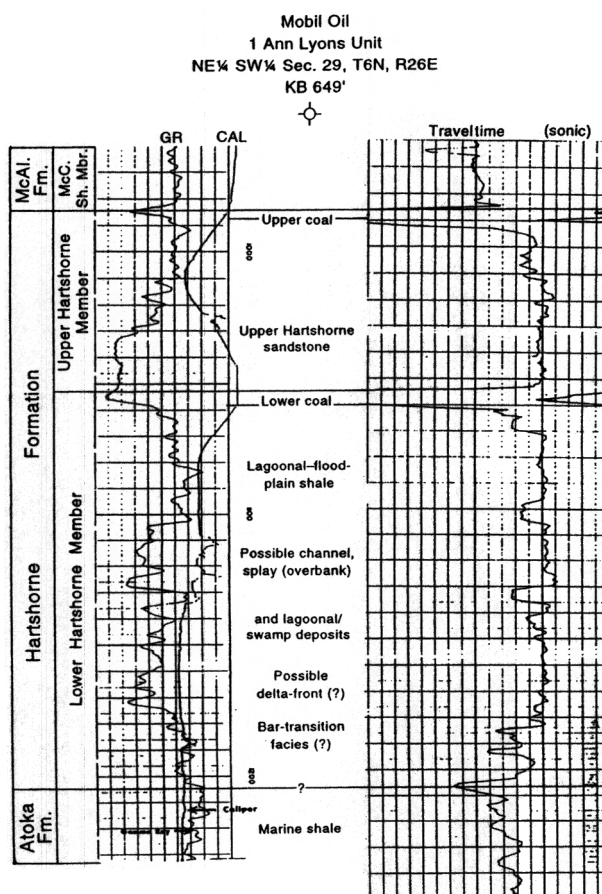 Mobil Oil
1 Ann Lyons Unit
NE¼ SW¼ Sec. 29, T6N, R26E
KB 649'
GR CAL
Travel time (sonic)
McAl. Fm.
McC. Sh. Mbr.
Upper coal
Hartshorne Formation
Upper Hartshorne Member
Upper Hartshorne
sandstone
Lower coal
Lower Hartshorne Member
Lagoonal–flood-
plain shale
Possible channel,
splay (overbank)
and lagoonal/
swamp deposits
Possible
delta-front (?)
Bar-transition
facies (?)
?
Atoka Fm.
Caliper
Marine shale